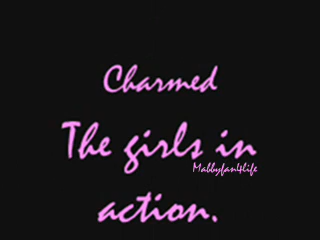 Charmed
The girls in
Mabbyfan4life
action.